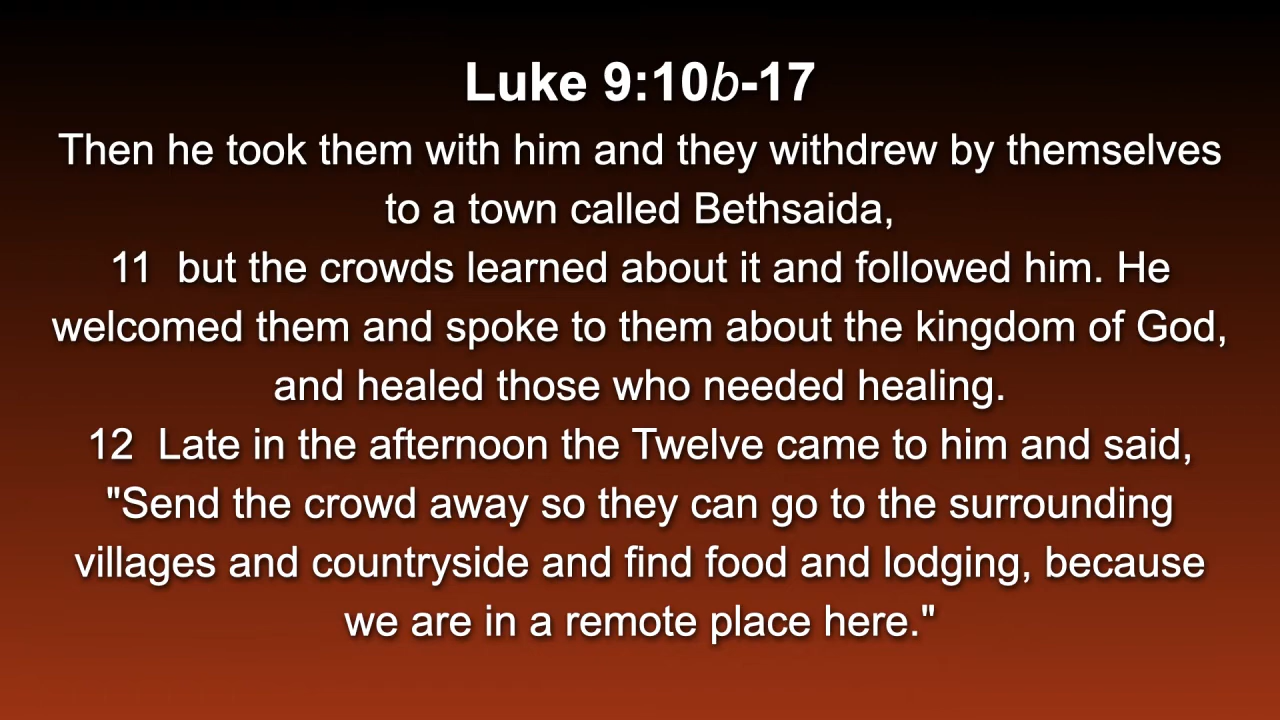 Luke 9:10b-17
Then he took them with him and they withdrew by themselves
to a town called Bethsaida,
11  but the crowds learned about it and followed him. He
welcomed them and spoke to them about the kingdom of God,
and healed those who needed healing.
12  Late in the afternoon the Twelve came to him and said,
"Send the crowd away so they can go to the surrounding
villages and countryside and find food and lodging, because
we are in a remote place here."